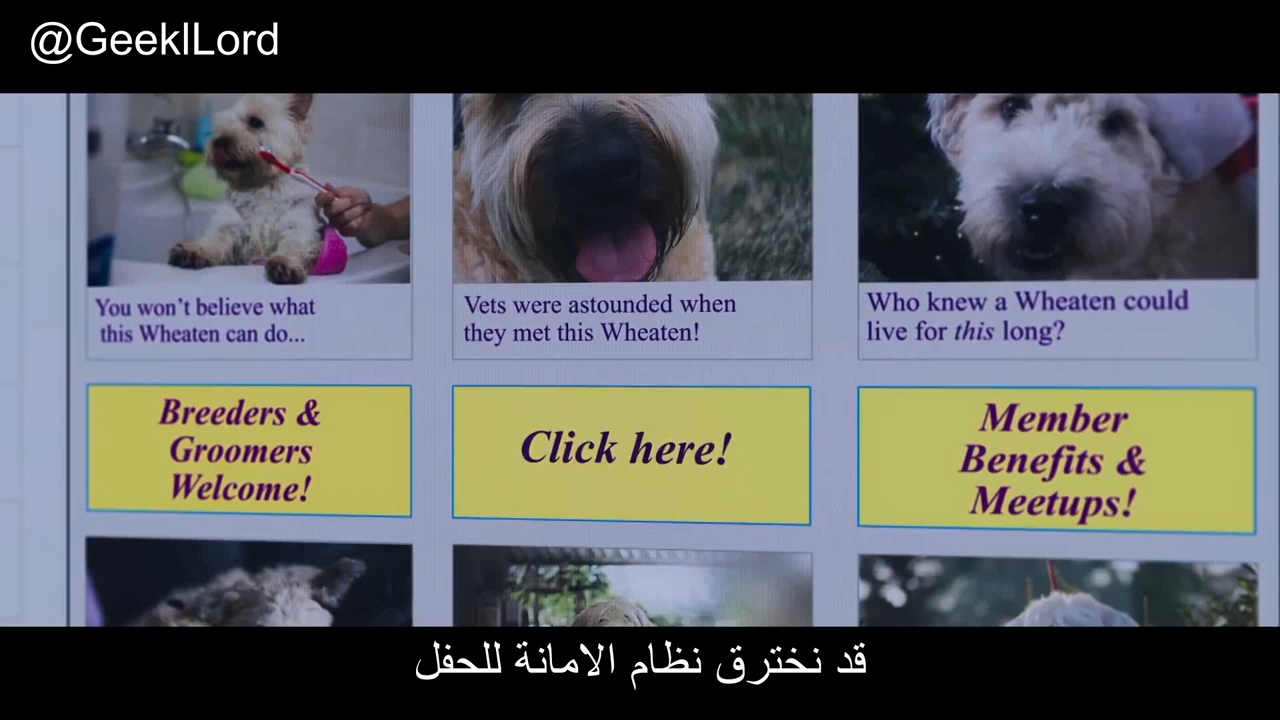 @GeeklLord
You won't believe what
this Wheaten can do...
Vets were astounded when
they met this Wheaten!
Who knew a Wheaten could
live for this long?
Breeders &
Groomers
Welcome!
Click here!
Member
Benefits &
Meetups!
قد نخترق نظام الامانة للحفل